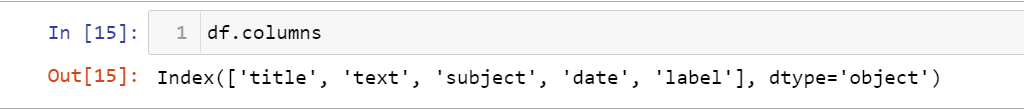 In [15]: 1 df.columns
Out[15]: Index(['title', 'text', 'subject', 'date', 'label'], dtype='object')